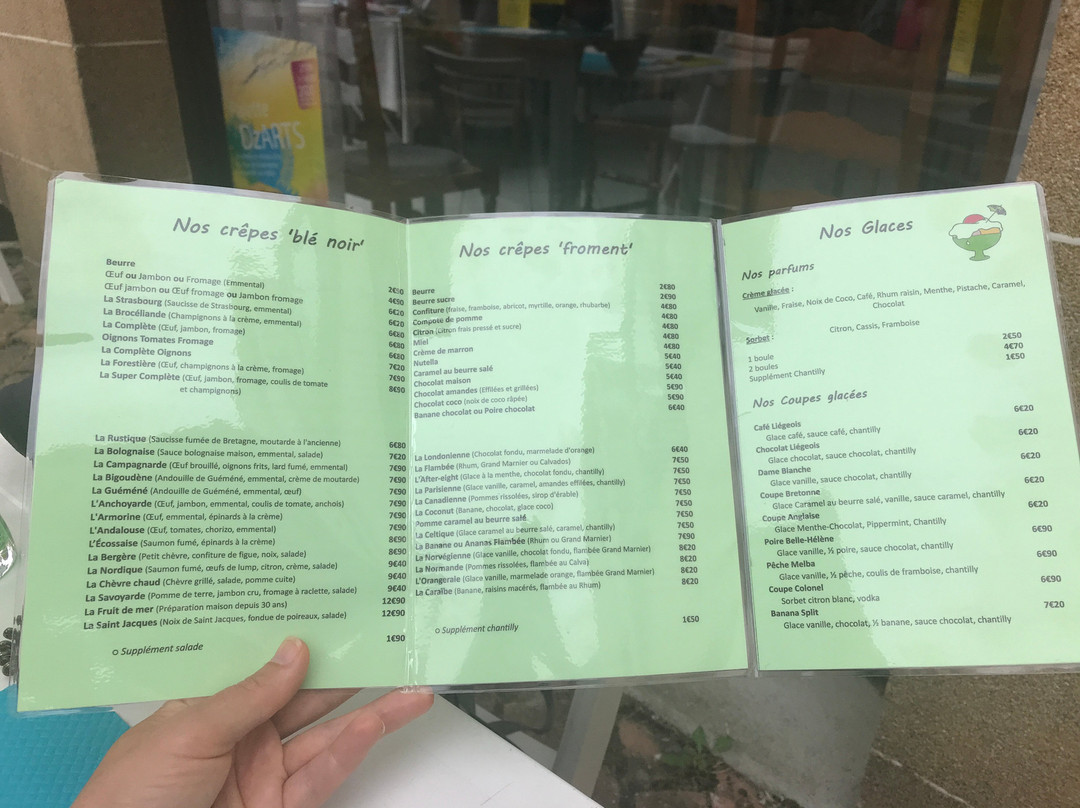 DZARTS
Nos crêpes 'blé noir'
Beurre
Œuf ou Jambon ou Fromage (Emmental)
Œuf jambon ou Œuf fromage ou Jambon fromage
La Strasbourg (Saucisse de Strasbourg, emmental)
La Brocéliande (Champignons à la crème, emmental)
La Complète (Œuf, jambon, fromage)
Oignons Tomates Fromage
La Complète Oignons
La Forestière (Œuf, champignons à la crème, fromage)
La Super Complète (Œuf, jambon, fromage, coulis de tomate
et champignons)
2€50
4€90
6€20
6€20
6€80
6€80
6€20
7€20
7€90
8€90
La Rustique (Saucisse fumée de Bretagne, moutarde à l'ancienne)
La Bolognaise (Sauce bolognaise maison, emmental, salade)
La Campagnarde (Œuf brouillé, oignons frits, lard fumé, emmental)
La Bigoudène (Andouille de Guéméné, emmental, crème de moutarde)
La Guéméné (Andouille de Guéméné, emmental, œuf)
L'Anchoyarde (Œuf, jambon, emmental, coulis de tomate, anchois)
L'Armorine (Œuf, emmental, épinards à la crème)
L'Andalouse (Œuf, tomates, chorizo, emmental)
L'Écossaise (Saumon fumé, épinards à la crème)
La Bergère (Petit chèvre, confiture de figue, noix, salade)
La Nordique (Saumon fumé, œufs de lump, citron, crème, salade)
La Chèvre chaud (Chèvre grillé, salade, pomme cuite)
La Savoyarde (Pomme de terre, jambon cru, fromage à raclette, salade)
La Fruit de mer (Préparation maison depuis 30 ans)
La Saint Jacques (Noix de Saint Jacques, fondue de poireaux, salade)
6€80
7€20
7€90
7€90
7€90
7€90
7€90
7€90
8€90
8€90
9€40
9€40
12€90
12€90
o Supplément salade 1€90
Nos crêpes 'froment'
Beurre
Beurre sucre
Confiture (fraise, framboise, abricot, myrtille, orange, rhubarbe)
Compote de pomme
Citron (Citron frais pressé et sucre)
Miel
Crème de marron
Nutella
Caramel au beurre salé
Chocolat maison
Chocolat amandes (Effilées et grillées)
Chocolat coco (noix de coco râpée)
Banane chocolat ou Poire chocolat
2€80
2€90
4€80
4€80
4€80
4€80
5€40
5€40
5€90
5€90
6€40
La Londonienne (Chocolat fondu, marmelade d'orange)
La Flambée (Rhum, Grand Marnier ou Calvados)
L'After-eight (Glace à la menthe, chocolat fondu, chantilly)
La Parisienne (Glace vanille, caramel, amandes effilées, chantilly)
La Canadienne (Pommes rissolées, sirop d'érable)
La Coconut (Banane, chocolat, glace coco)
Pomme caramel au beurre salé
La Celtique (Glace caramel au beurre salé, caramel, chantilly)
La Banane ou Ananas Flambée (Rhum ou Grand Marnier)
La Norvégienne (Glace vanille, chocolat fondu, flambée Grand Marnier)
La Normande (Pommes rissolées, flambée au Calva)
L'Orangeraie (Glace vanille, marmelade orange, flambée Grand Marnier)
La Caraïbe (Banane, raisins macérés, flambée au Rhum)
6€40
7€50
7€50
7€50
7€50
7€50
7€50
7€50
7€90
8€20
8€20
8€20
8€20
o Supplément chantilly 1€50
Nos Glaces
Nos parfums
Crème glacée :
Vanille, Fraise, Noix de Coco, Café, Rhum raisin, Menthe, Pistache, Caramel,
Chocolat
Sorbet :
Citron, Cassis, Framboise
1 boule 2€50
2 boules 4€70
Supplément Chantilly 1€50
Nos Coupes glacées
Café Liégeois 6€20
Glace café, sauce café, chantilly
Chocolat Liégeois 6€20
Glace chocolat, sauce chocolat, chantilly
Dame Blanche 6€20
Glace vanille, sauce chocolat, chantilly
Coupe Bretonne 6€20
Glace Caramel au beurre salé, vanille, sauce caramel, chantilly
Coupe Anglaise 6€20
Glace Menthe-Chocolat, Pippermint, Chantilly
Poire Belle-Hélène 6€90
Glace vanille, ½ poire, sauce chocolat, chantilly
Pêche Melba 6€90
Glace vanille, ½ pêche, coulis de framboise, chantilly
Coupe Colonel 6€90
Sorbet citron blanc, vodka
Banana Split 7€20
Glace vanille, chocolat, ½ banane, sauce chocolat, chantilly